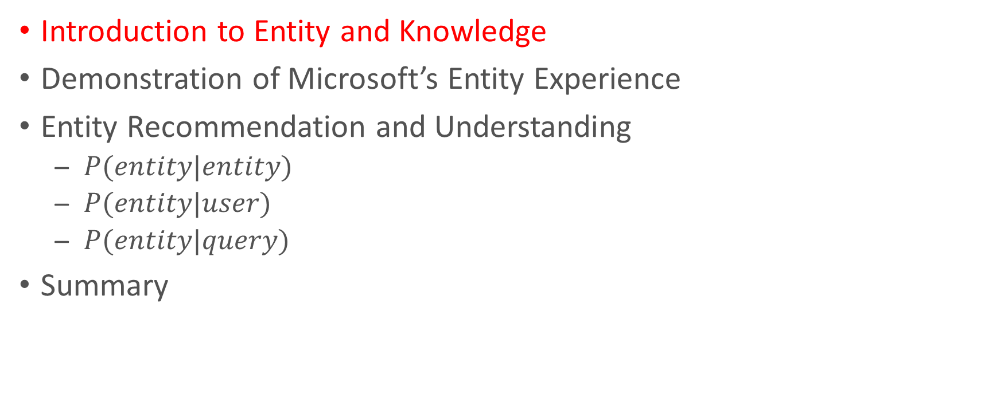 • Introduction to Entity and Knowledge
• Demonstration of Microsoft’s Entity Experience
• Entity Recommendation and Understanding
– P(entity|entity)
– P(entity|user)
– P(entity|query)
• Summary